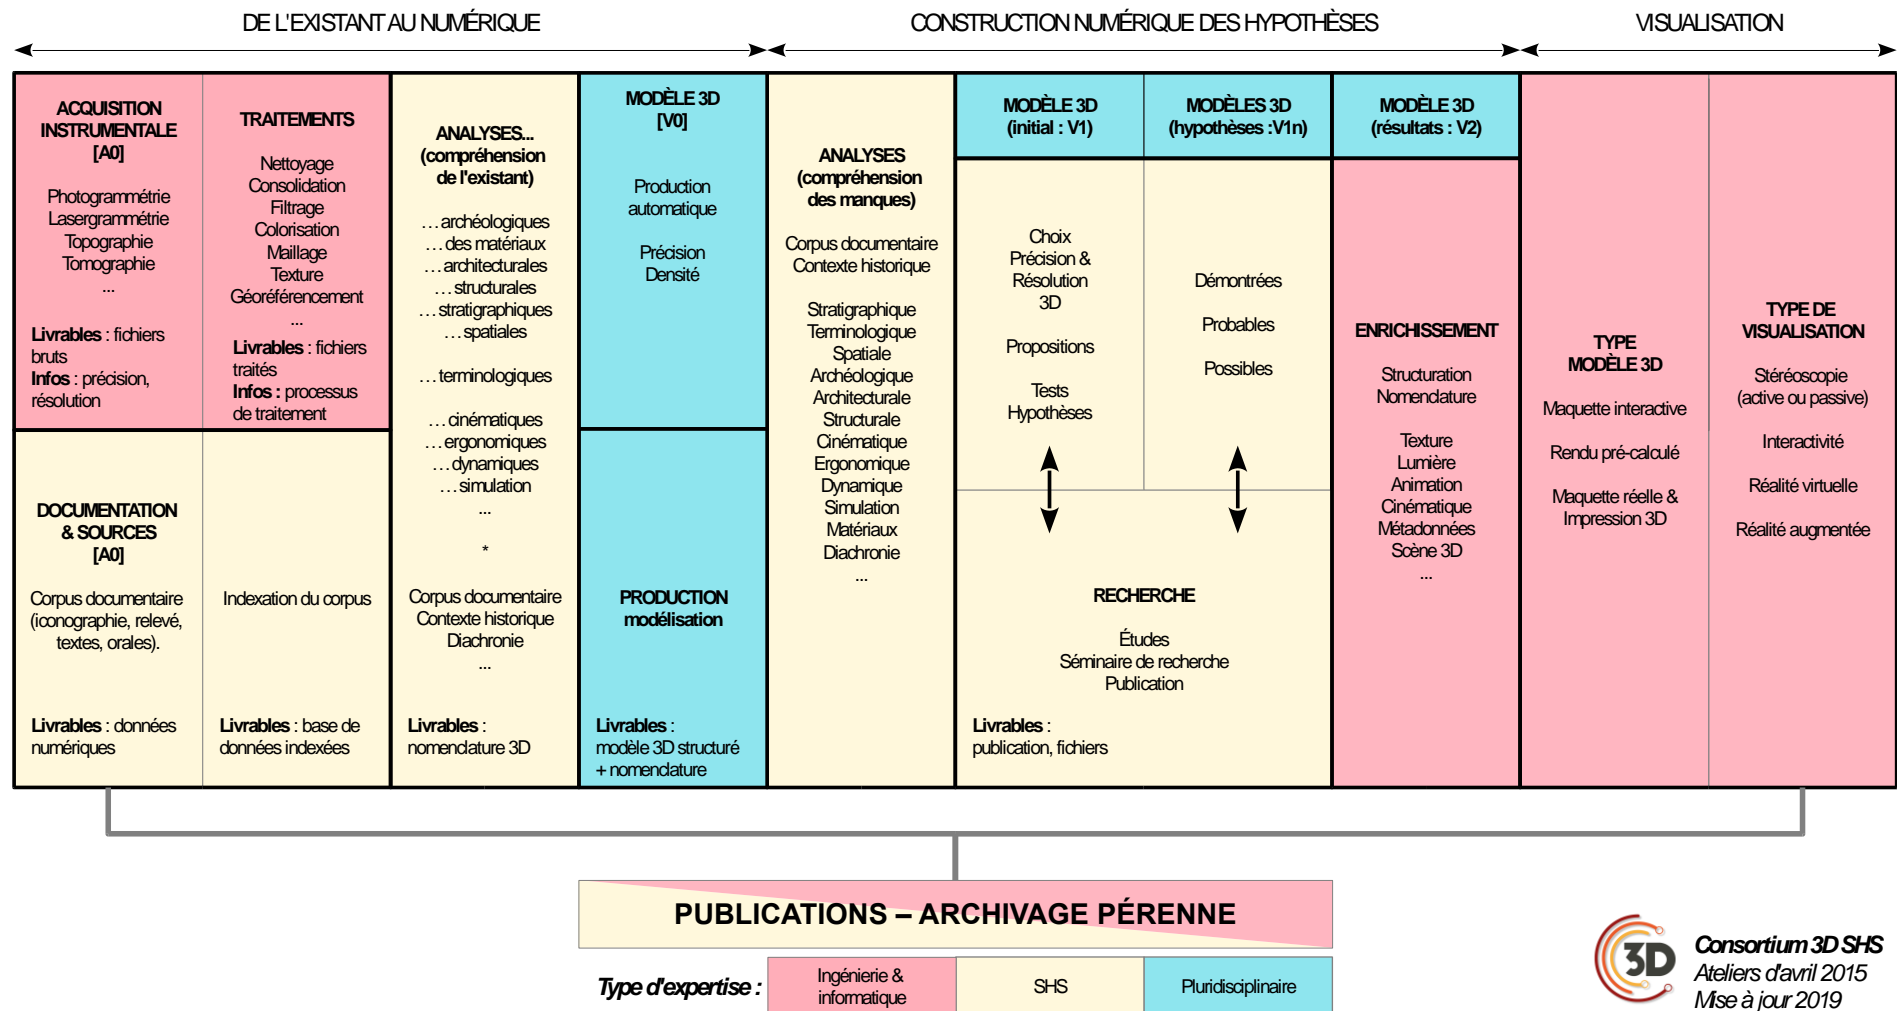 DE L'EXISTANT AU NUMÉRIQUE
CONSTRUCTION NUMÉRIQUE DES HYPOTHÈSES
VISUALISATION
ACQUISITION
INSTRUMENTALE
[A0]
Photogrammétrie
Lasergrammétrie
Topographie
Tomographie
...
Livrables : fichiers
bruts
Infos : précision,
résolution
TRAITEMENTS
Nettoyage
Consolidation
Filtrage
Colorisation
Maillage
Texture
Géoréférencement
...
Livrables : fichiers
traités
Infos : processus
de traitement
DOCUMENTATION
& SOURCES
[A0]
Corpus documentaire
(iconographie, relevé,
textes, orales).
Livrables : données
numériques
Indexation du corpus
Livrables : base de
données indexées
ANALYSES...
(compréhension
de l'existant)
...archéologiques
...des matériaux
...architecturales
...structurales
...stratigraphiques
...spatiales
...terminologiques
...cinématiques
...ergonomiques
...dynamiques
...simulation
...
*
Corpus documentaire
Contexte historique
Diachronie
...
Livrables :
nomenclature 3D
MODÈLE 3D
[V0]
Production
automatique
Précision
Densité
PRODUCTION
modélisation
Livrables :
modèle 3D structuré
+ nomenclature
ANALYSES
(compréhension
des manques)
Corpus documentaire
Contexte historique
Stratigraphique
Terminologique
Spatiale
Archéologique
Architecturale
Structurale
Cinématique
Ergonomique
Dynamique
Simulation
Matériaux
Diachronie
...
MODÈLE 3D
(initial : V1)
Choix
Précision &
Résolution
3D
Propositions
Tests
Hypothèses
MODÈLES 3D
(hypothèses :V1n)
Démontrées
Probables
Possibles
RECHERCHE
Études
Séminaire de recherche
Publication
Livrables :
publication, fichiers
MODÈLE 3D
(résultats : V2)
ENRICHISSEMENT
Structuration
Nomenclature
Texture
Lumière
Animation
Cinématique
Métadonnées
Scène 3D
...
TYPE
MODÈLE 3D
Maquette interactive
Rendu pré-calculé
Maquette réelle &
Impression 3D
TYPE DE
VISUALISATION
Stéréoscopie
(active ou passive)
Interactivité
Réalité virtuelle
Réalité augmentée
PUBLICATIONS – ARCHIVAGE PÉRENNE
Type d'expertise :
Ingénierie &
informatique
SHS
Pluridisciplinaire
3D
Consortium 3D SHS
Ateliers d'avril 2015
Mise à jour 2019